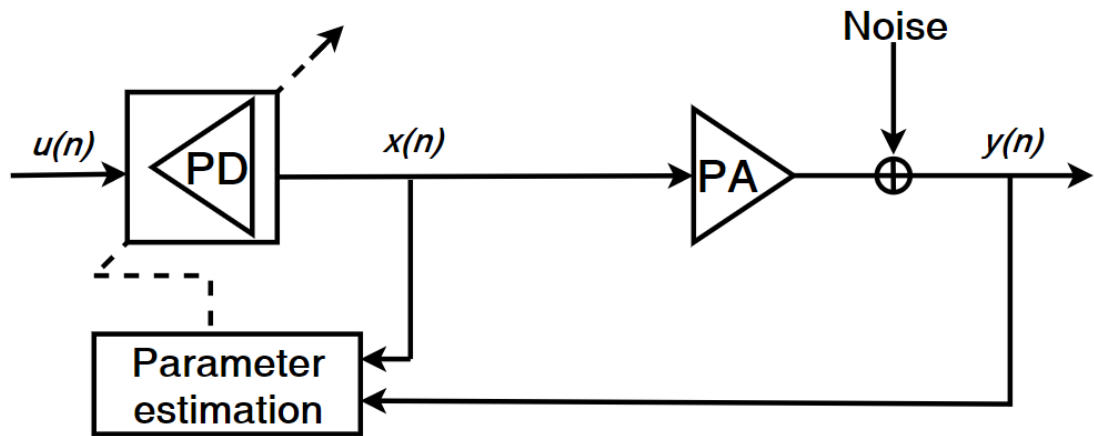 Noise
u(n)
PD
x(n)
PA
y(n)
Parameter
estimation